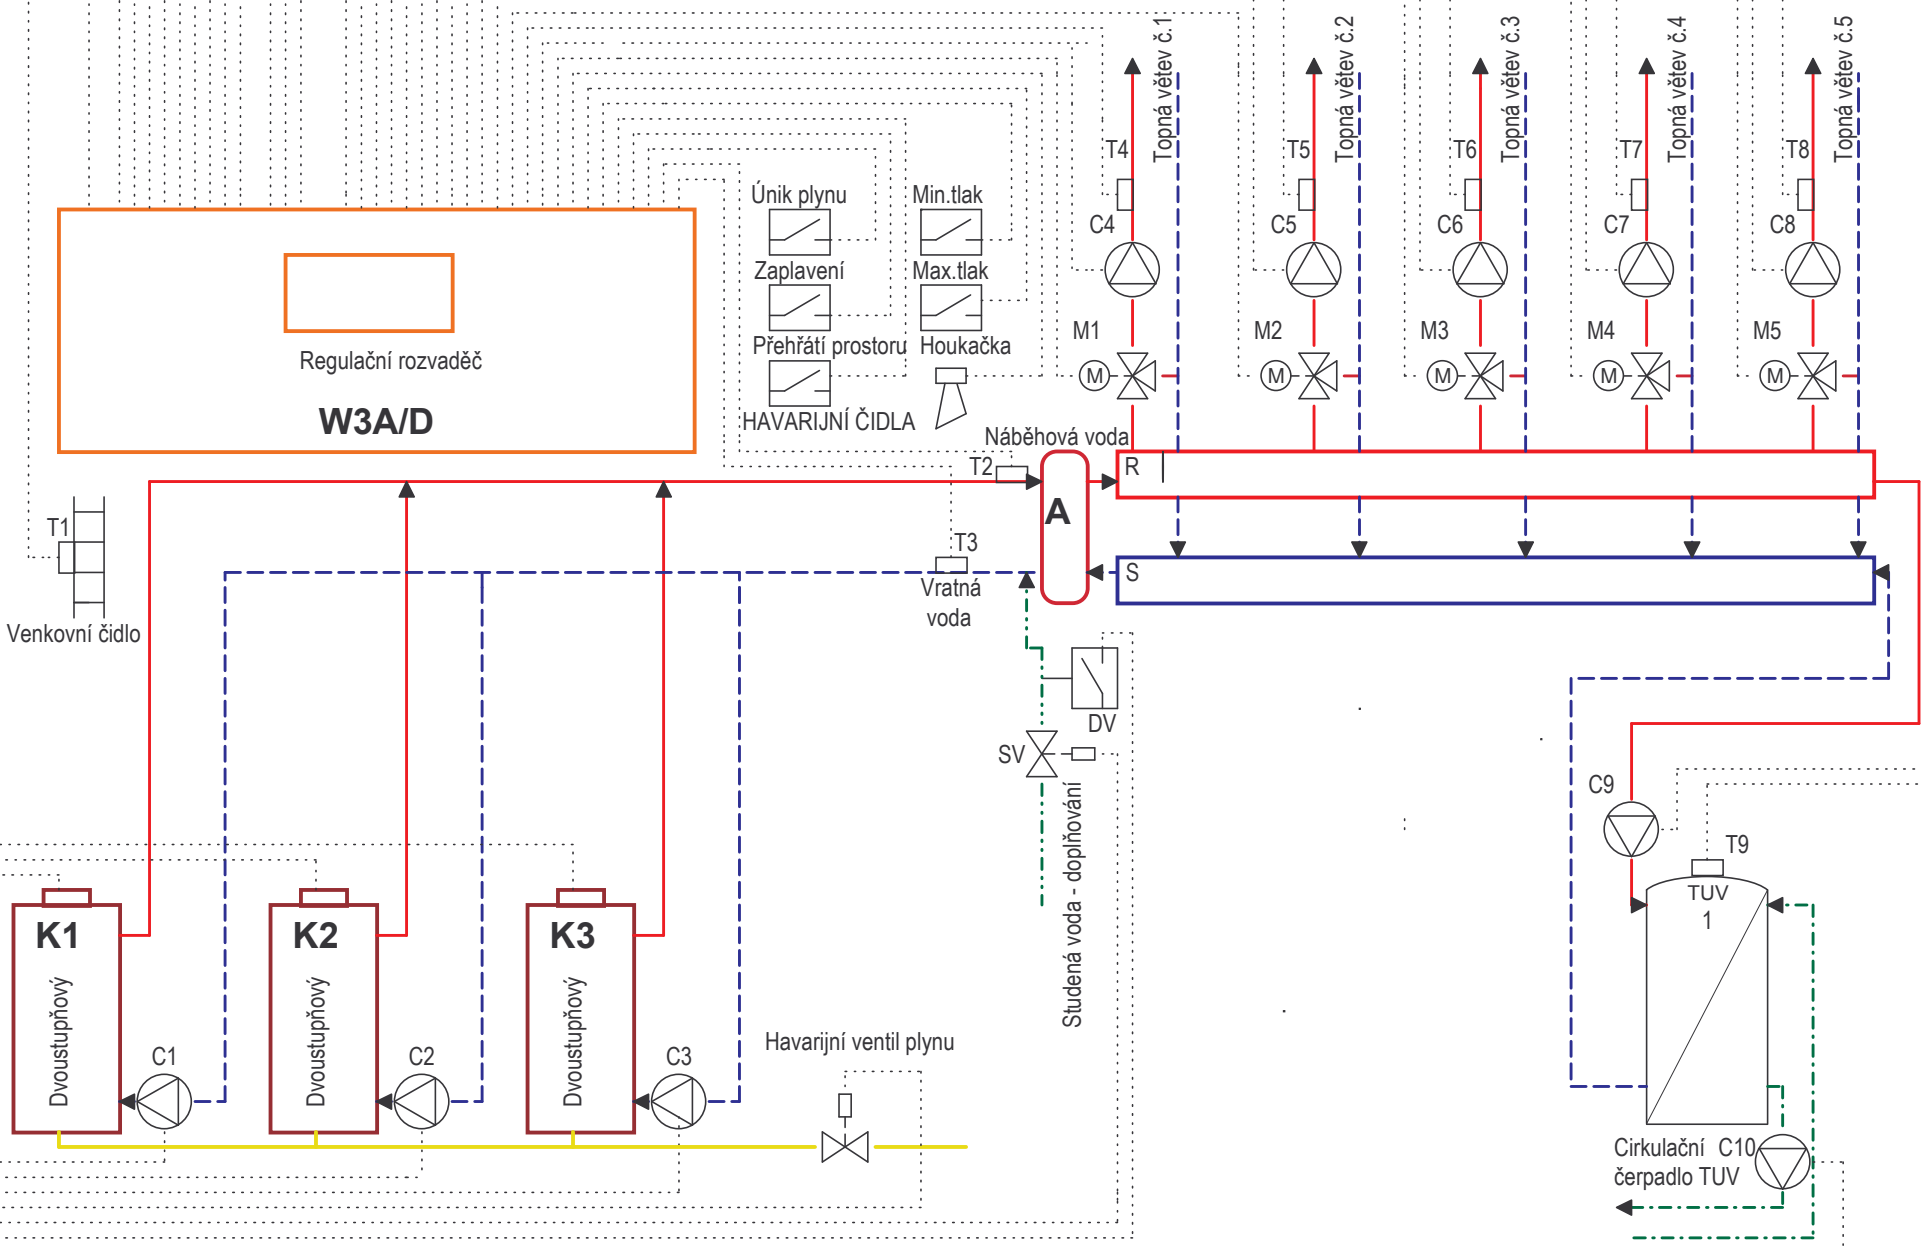 Topná větev č.1
Topná větev č.2
Topná větev č.3
Topná větev č.4
Topná větev č.5
T4
T5
T6
T7
T8
Únik plynu
Min.tlak
C4
C5
C6
C7
C8
Zaplavení
Max.tlak
M1
M2
M3
M4
M5
Přehřátí prostoru
Houkačka
Regulační rozvaděč
M
M
M
M
M
W3A/D
HAVARIJNÍ ČIDLA
Náběhová voda
T2
R
A
T1
T3
S
Vratná
voda
Venkovní čidlo
DV
SV
Studená voda - doplňování
C9
T9
TUV
1
K1
K2
K3
Dvoustupňový
Dvoustupňový
Dvoustupňový
C1
C2
C3
Havarijní ventil plynu
Cirkulační C10
čerpadlo TUV